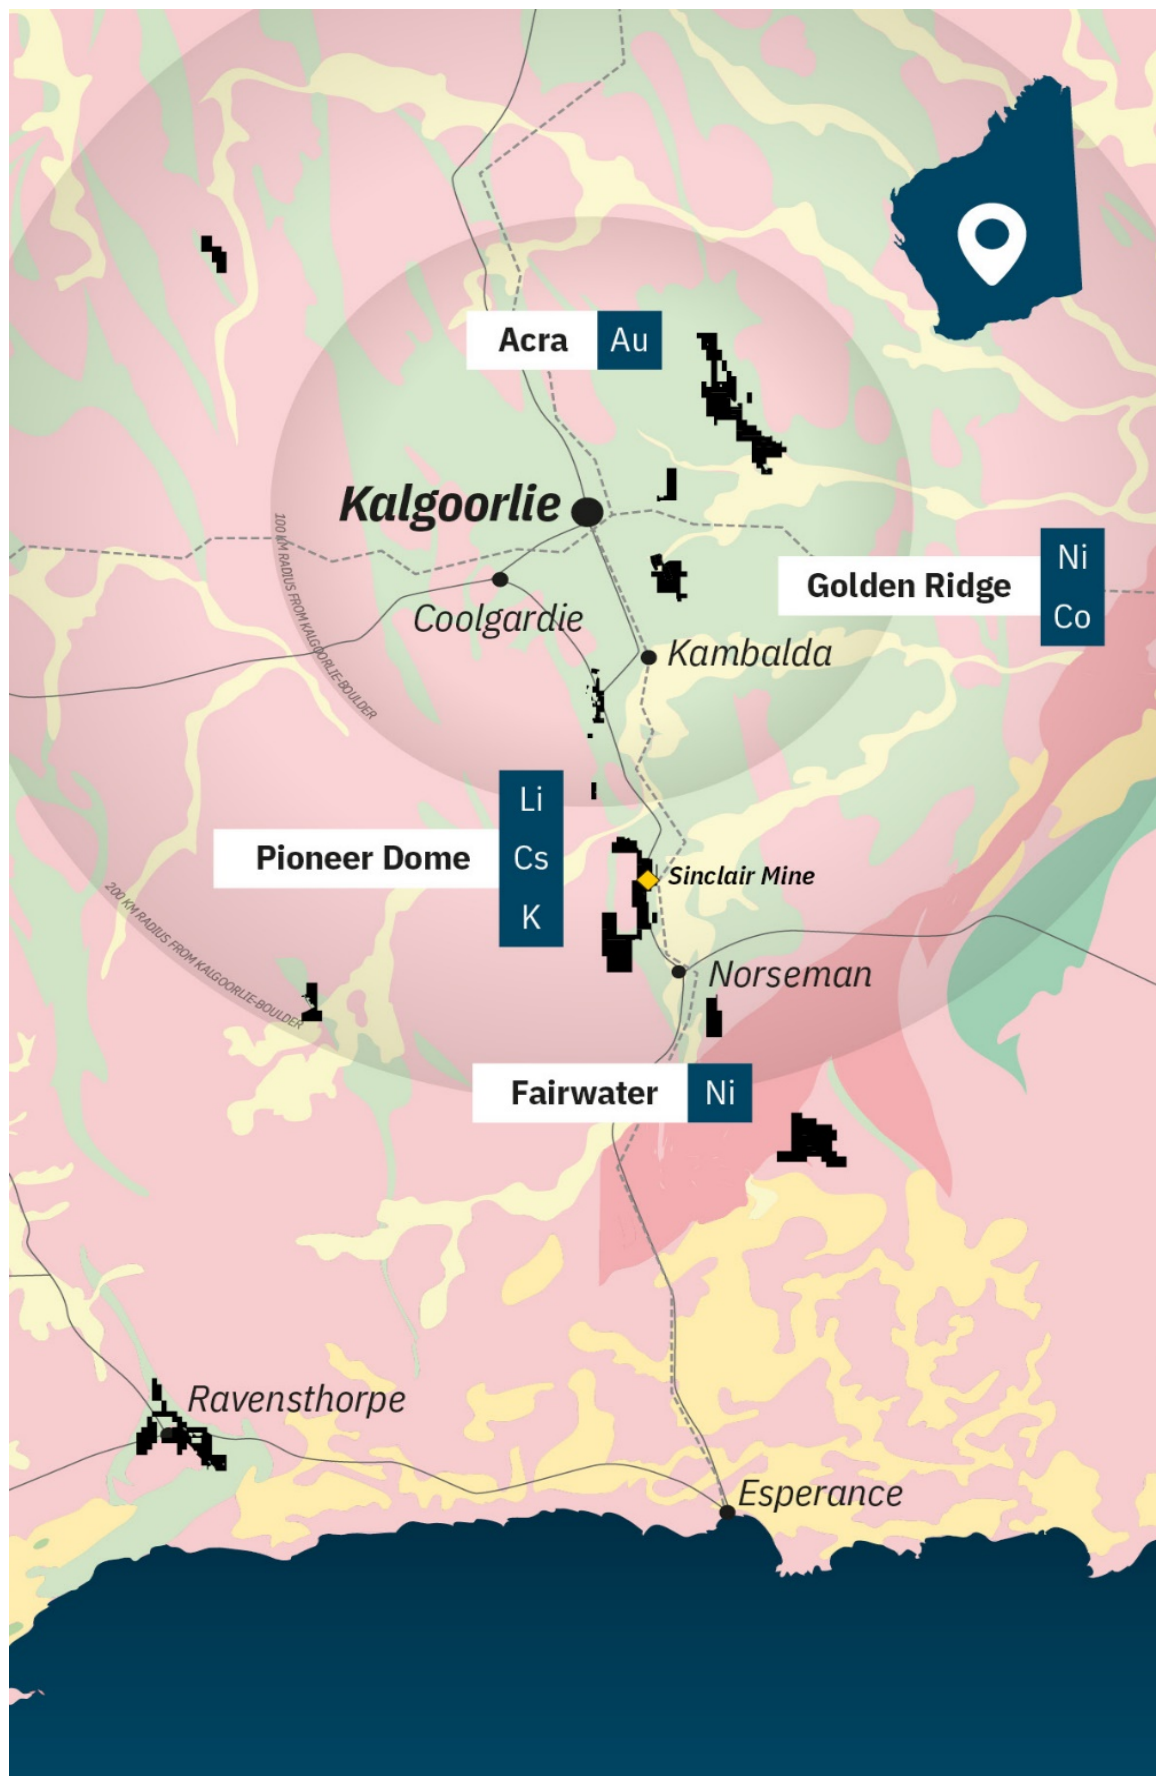 Acra Au
Kalgoorlie
100 KM RADIUS FROM KALGOORLIE-BOULDER
Ni
Golden Ridge
Co
Coolgardie
Kambalda
Li
Pioneer Dome
Cs
K
Sinclair Mine
200 KM RADIUS FROM KALGOORLIE-BOULDER
Norseman
Fairwater Ni
Ravensthorpe
Esperance